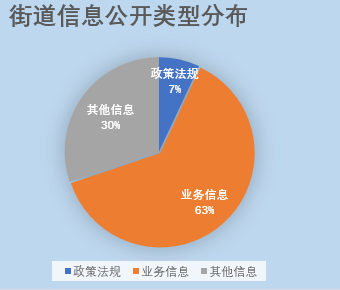 街道信息公开类型分布
政策法规
7%
其他信息
30%
业务信息
63%
政策法规 业务信息 其他信息